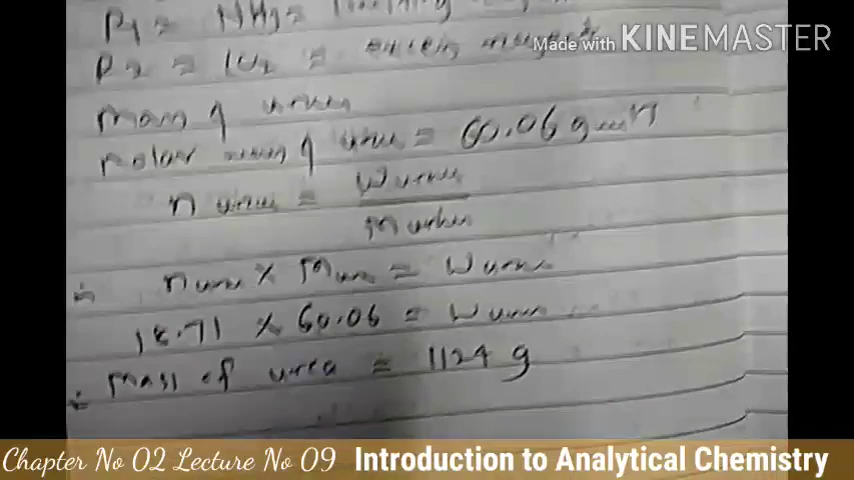 P1 = NH3 =
P2 = CO2 =
Made with KINEMASTER
Mass of urea
Molar mass of urea = 60.06 g mol-1
n urea = W urea
M urea
∴ n urea × M urea = W urea
18.71 × 60.06 = W urea
∴ Mass of urea = 1124 g
Chapter No 02 Lecture No 09 Introduction to Analytical Chemistry